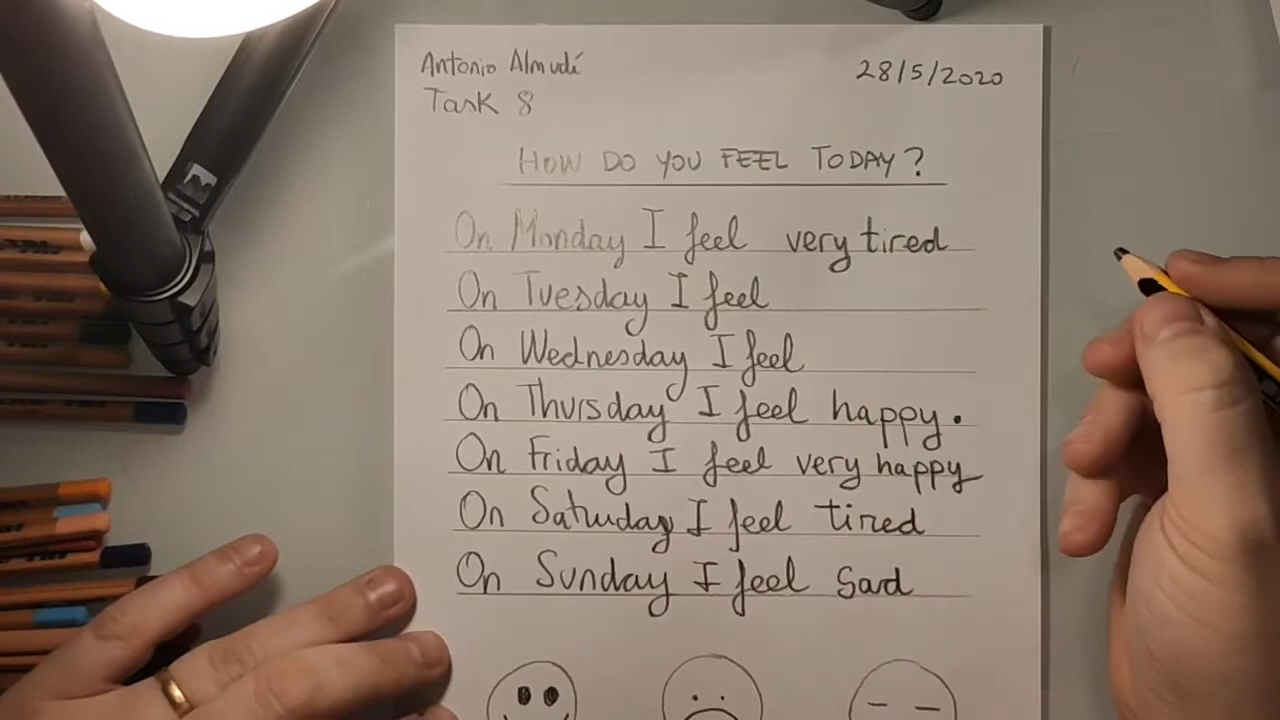 Antonio Almudí
28/5/2020
Task 8
HOW DO YOU FEEL TODAY?
On Monday I feel very tired
On Tuesday I feel
On Wednesday I feel
On Thursday I feel happy.
On Friday I feel very happy
On Saturday I feel tired
On Sunday I feel sad